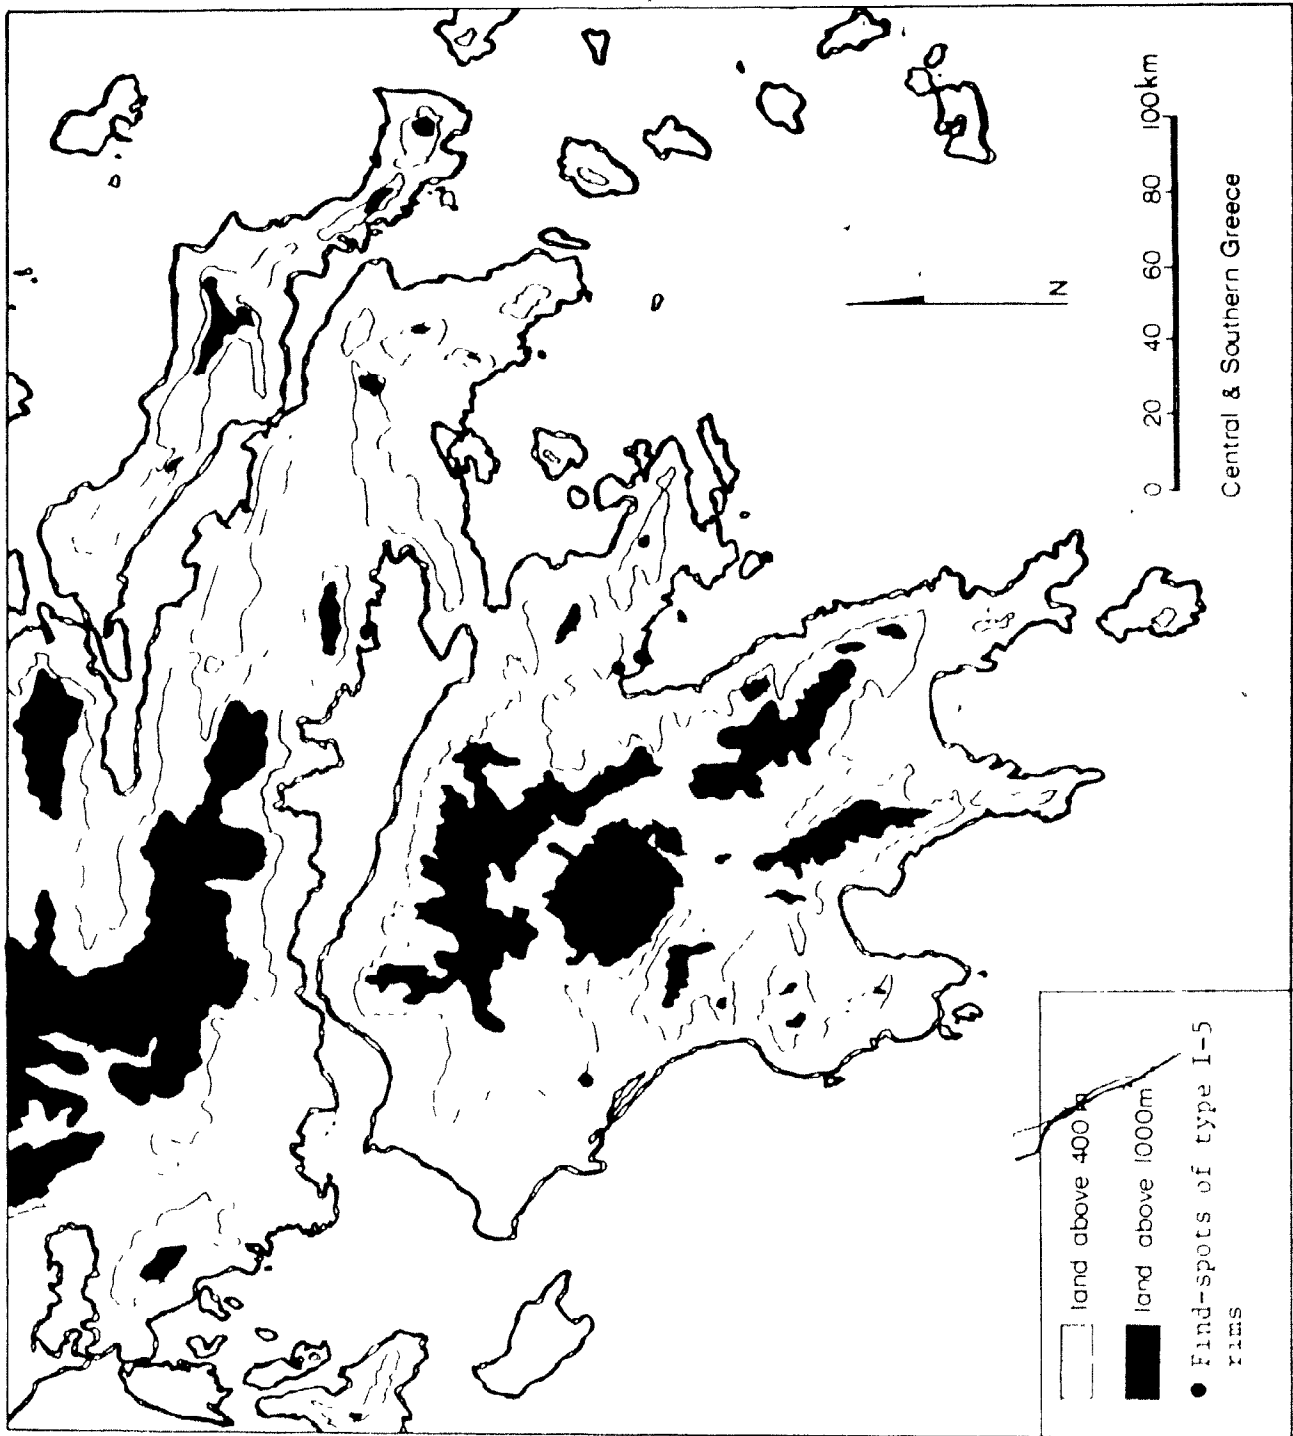 0 20 40 60 80 100km
Central & Southern Greece
N
land above 400m
land above 1000m
Find-spots of type I-5
rims